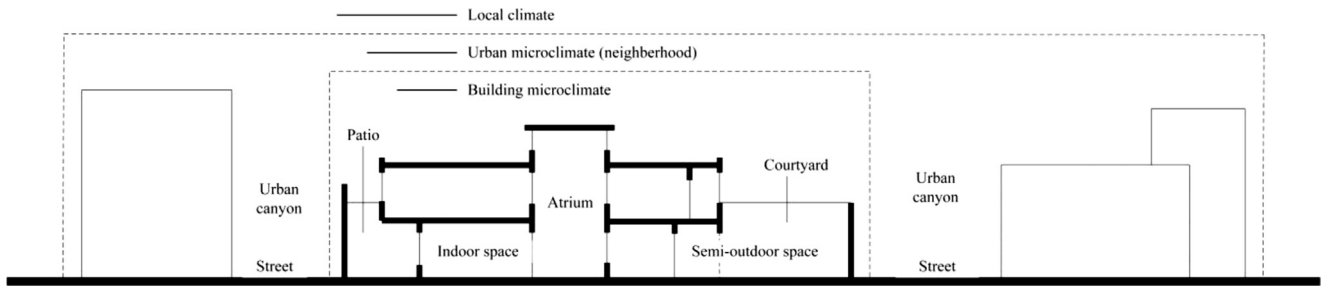 Local climate
Urban microclimate (neighberhood)
Building microclimate
Patio
Courtyard
Urban
canyon
Atrium
Urban
canyon
Indoor space
Semi-outdoor space
Street
Street